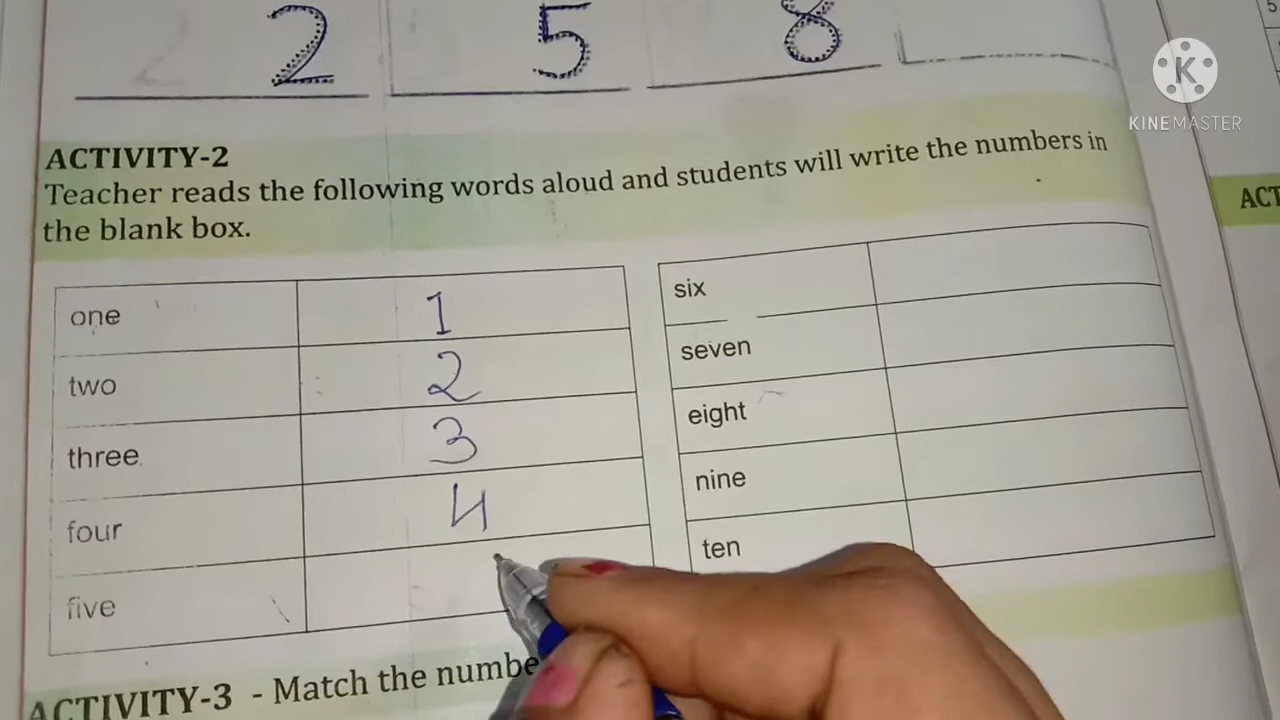 2 5 8
K
KINEMASTER
5
ACTIVITY-2
Teacher reads the following words aloud and students will write the numbers in
the blank box.
ACT
one 1
two 2
three 3
four 4
five
six
seven
eight
nine
ten
ACTIVITY-3 - Match the numbe